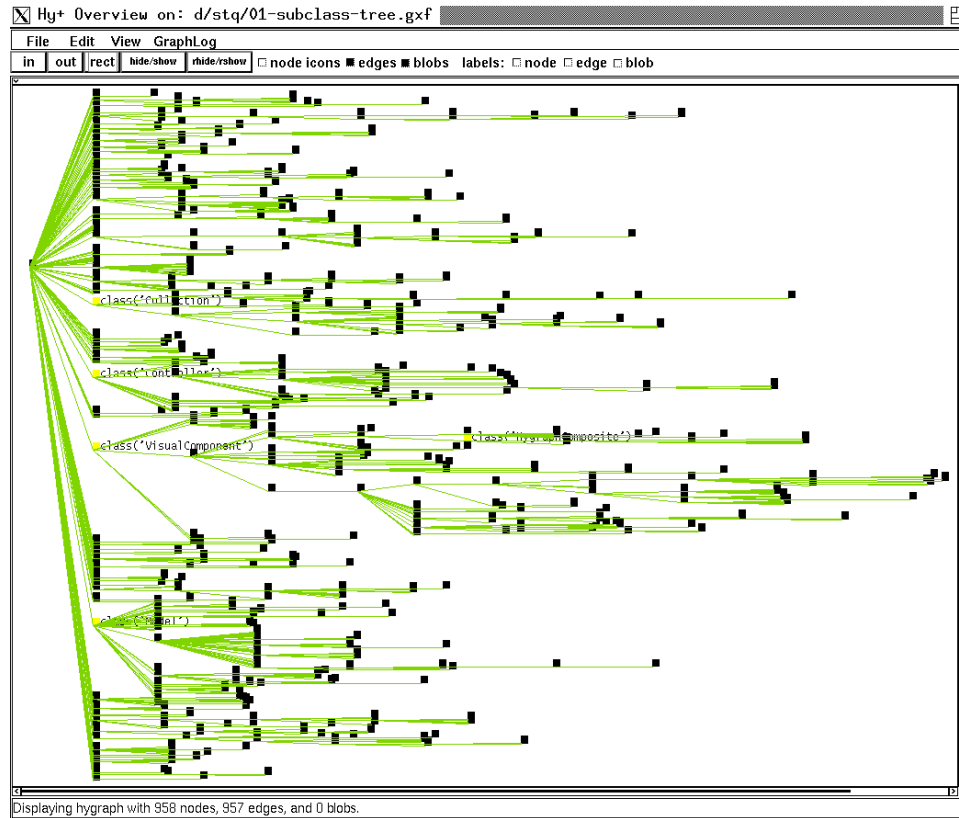 Hy+ Overview on: d/stq/01-subclass-tree.gxf
File Edit View GraphLog
in out rect hide/show rhide/rshow node icons edges blobs labels: node edge blob
class('Collection')
class('Controller')
class('HygraphComposite')
class('VisualComponent')
class('Model')
Displaying hygraph with 958 nodes, 957 edges, and 0 blobs.